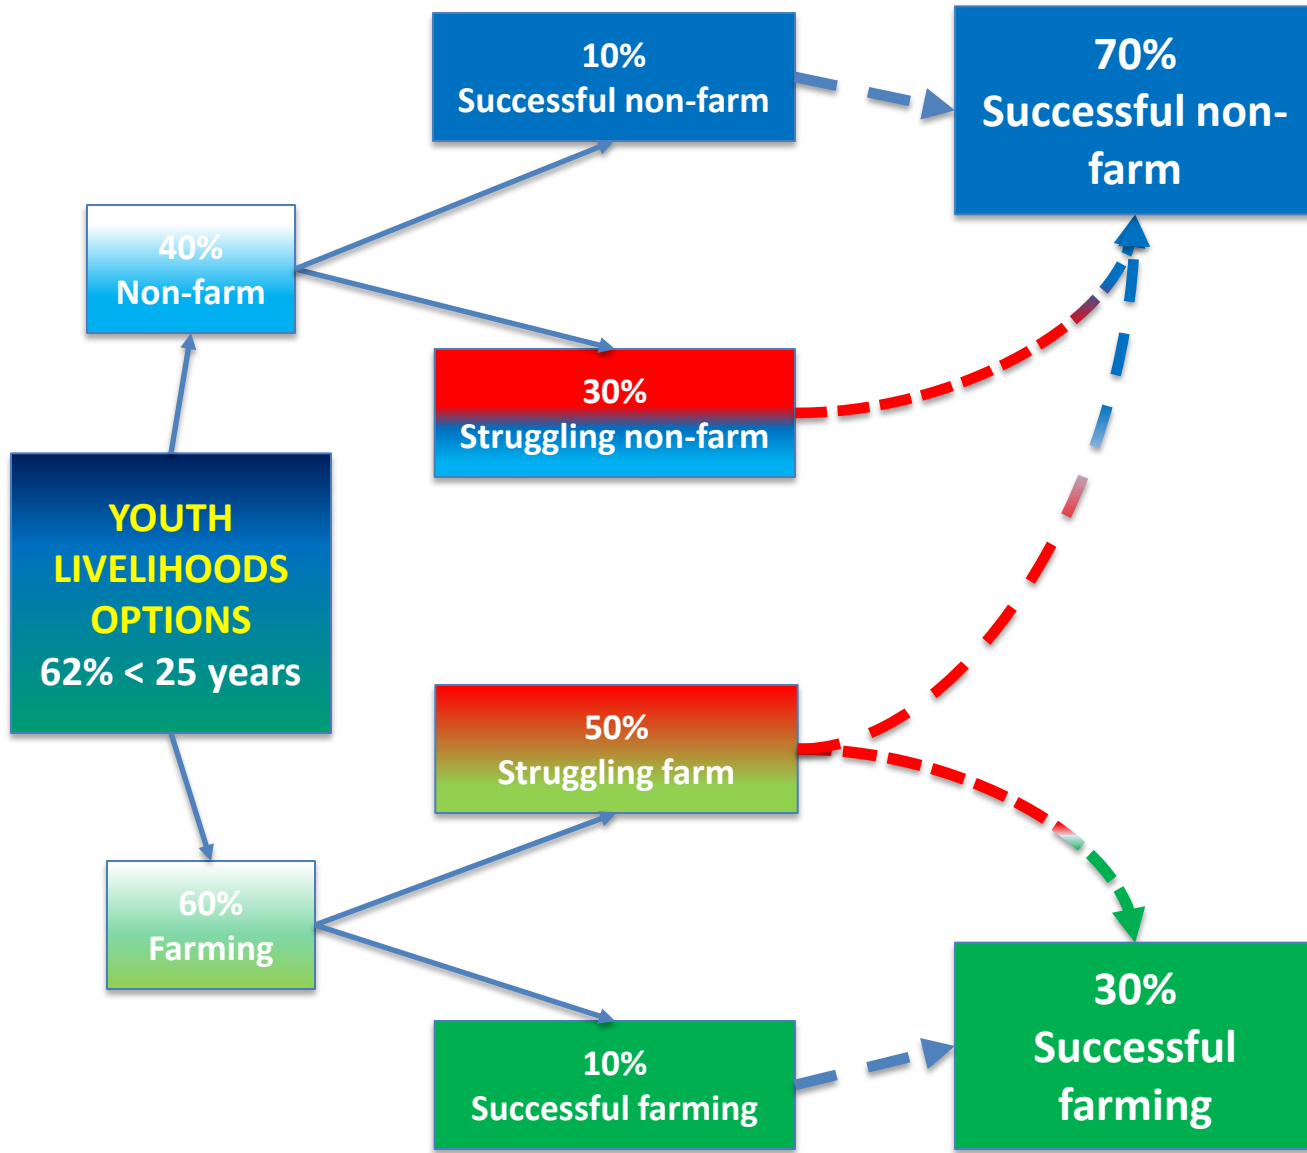 10%
Successful non-farm
70%
Successful non-
farm
40%
Non-farm
30%
Struggling non-farm
YOUTH
LIVELIHOODS
OPTIONS
62% < 25 years
50%
Struggling farm
60%
Farming
10%
Successful farming
30%
Successful
farming